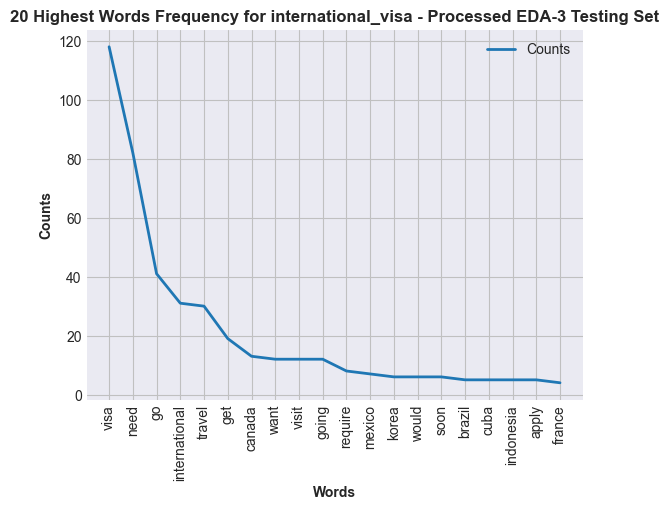 20 Highest Words Frequency for international_visa - Processed EDA-3 Testing Set
Counts
120
100
80
60
40
20
0
Counts
visa
need
go
international
travel
get
canada
want
visit
going
require
mexico
korea
would
soon
brazil
cuba
indonesia
apply
france
Words